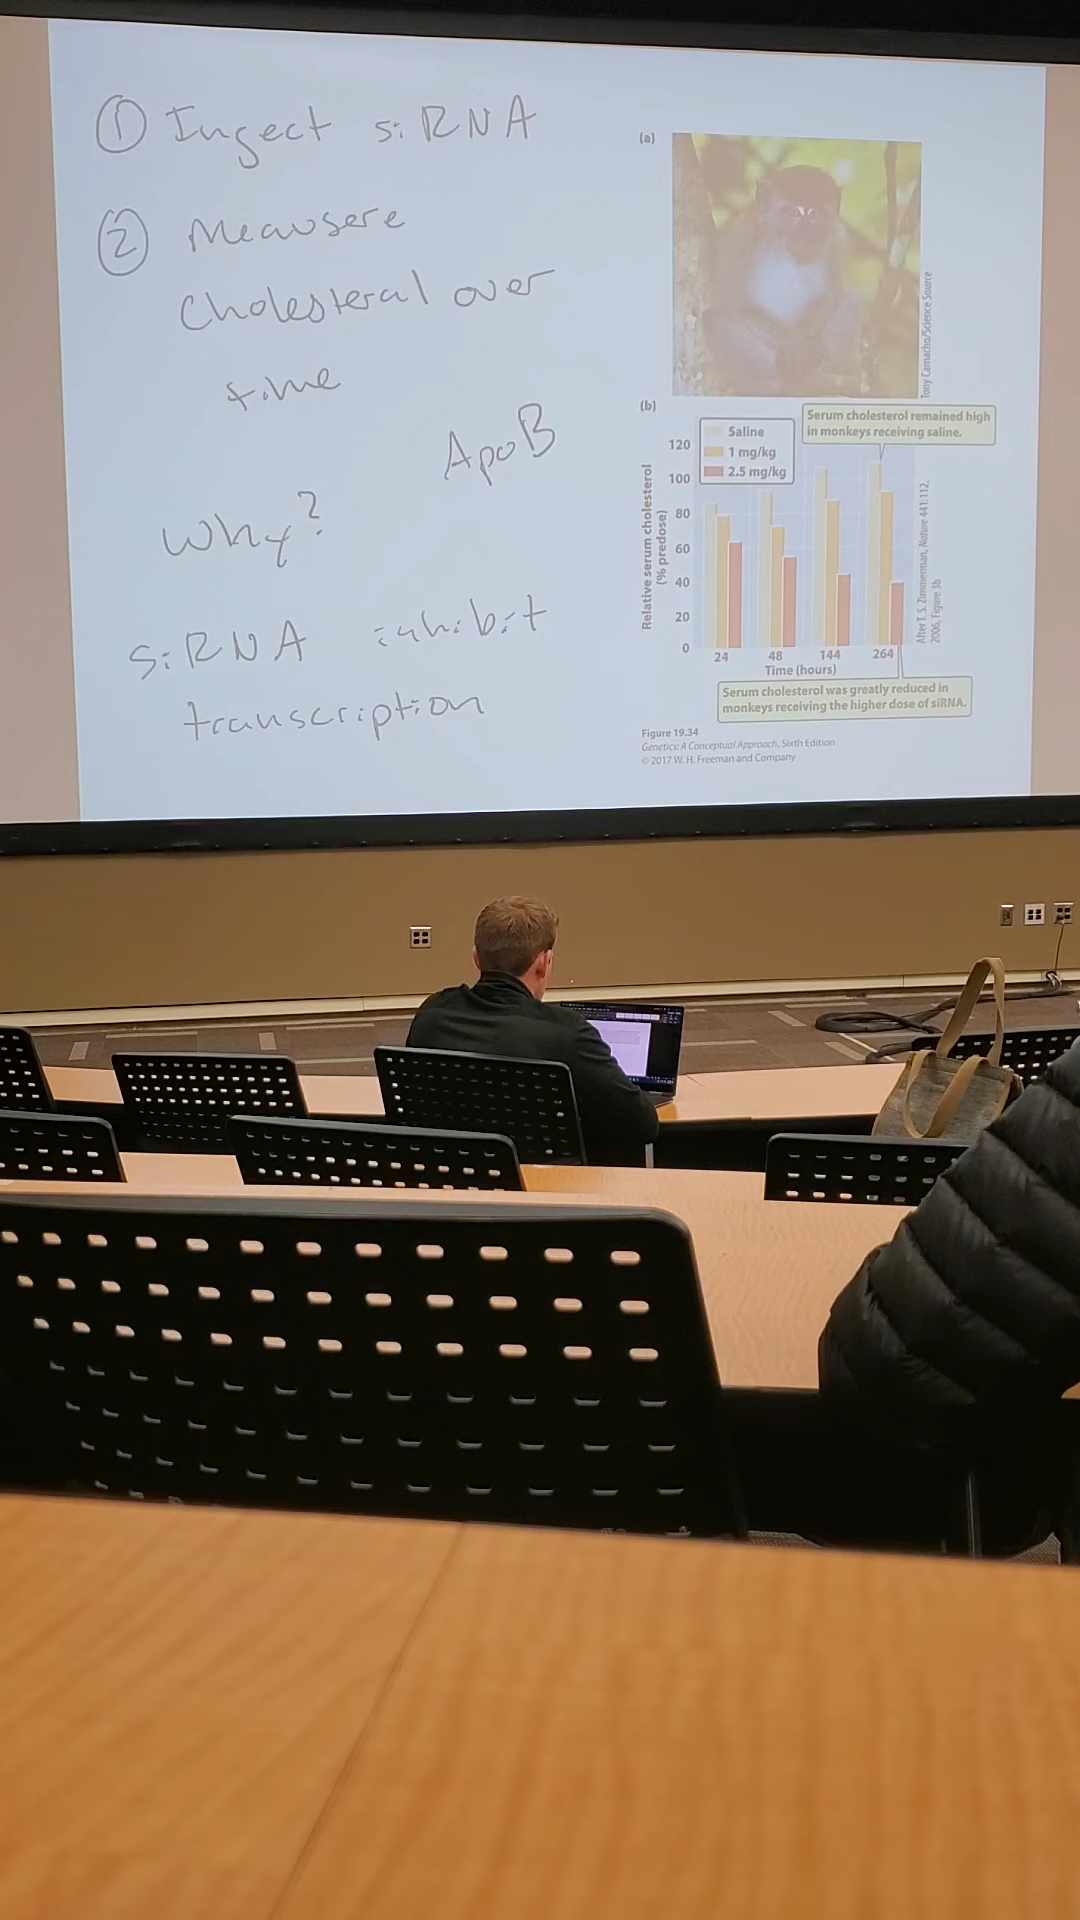 ① Ingect siRNA
② Meausere
Cholesteral over
time
ApoB
Why?
siRNA inhibit
transcription
(a)
Tony Camacho/Science Source
(b)
Serum cholesterol remained high
in monkeys receiving saline.
Saline
1 mg/kg
2.5 mg/kg
Relative serum cholesterol
(% predose)
120
100
80
60
40
20
0
24 48 144 264
Time (hours)
After T. S. Zimmerman, Nature 441:112,
2006, Figure 3b
Serum cholesterol was greatly reduced in
monkeys receiving the higher dose of siRNA.
Figure 19.34
Genetics: A Conceptual Approach, Sixth Edition
© 2017 W. H. Freeman and Company